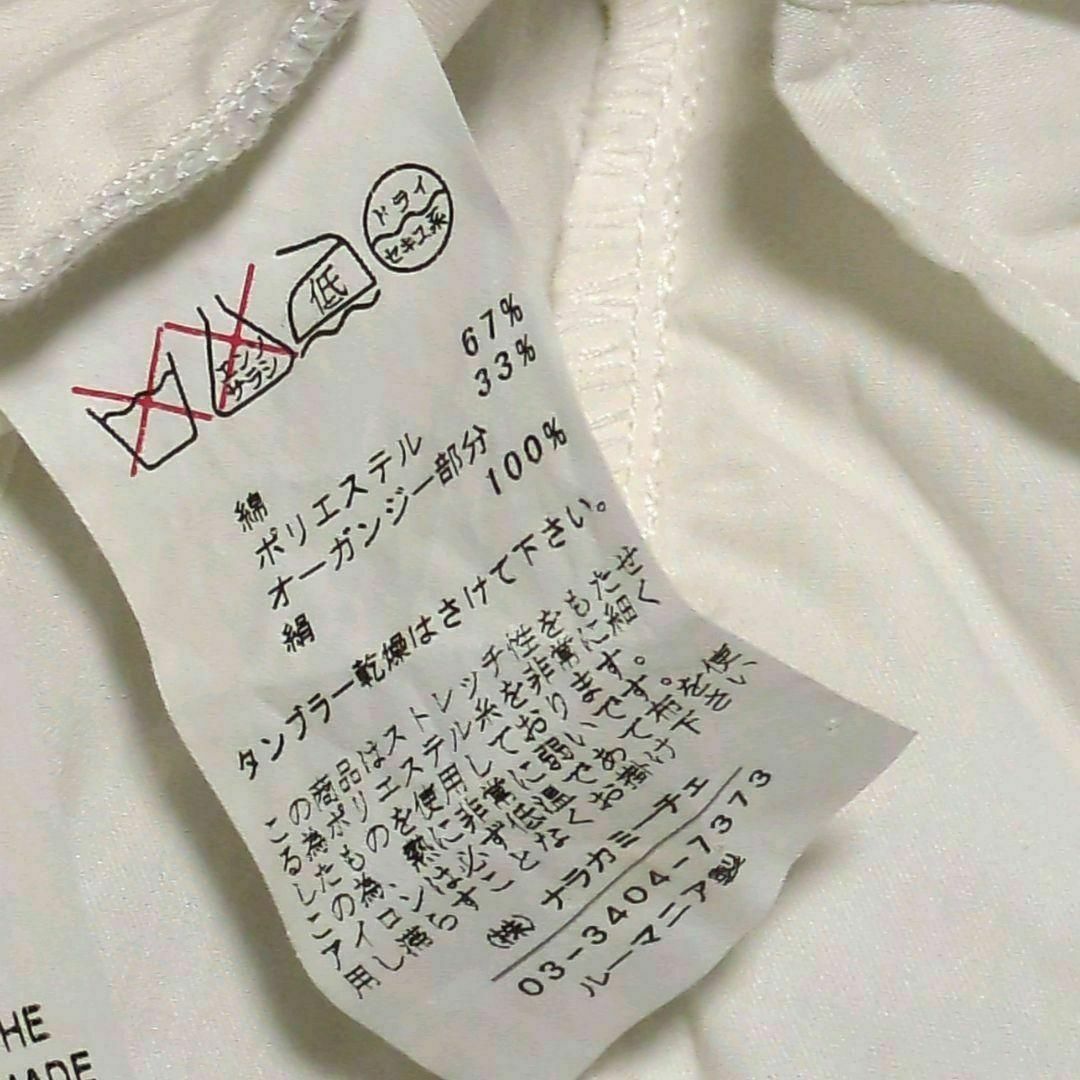 ドライ
セキユ系
低
エンソ
サラシ
綿 67%
ポリエステル 33%
オーガンジー部分
絹 100%
タンブラー乾燥はさけて下さい。
この商品はストレッチ性をもたせ
る為ポリエステル糸を非常に細く
したものを使用しております。
この為熱に非常に弱いです。
アイロンは必ず低温であて布を使
用し濡らすことなくお掛け下さい
(株)ナラカミーチェ
03-3404-7373
ルーマニア製
HE